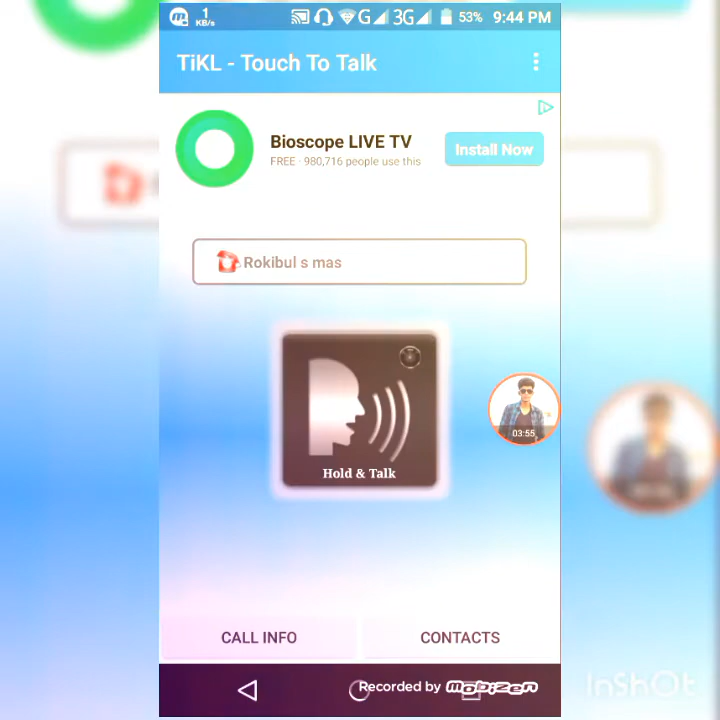 1
KB/s
G 3G 53% 9:44 PM
TiKL - Touch To Talk
Bioscope LIVE TV
FREE · 980,716 people use this
Install Now
Rokibul s mas
Hold & Talk
03:55
CALL INFO
CONTACTS
Recorded by mobizen
InShOt